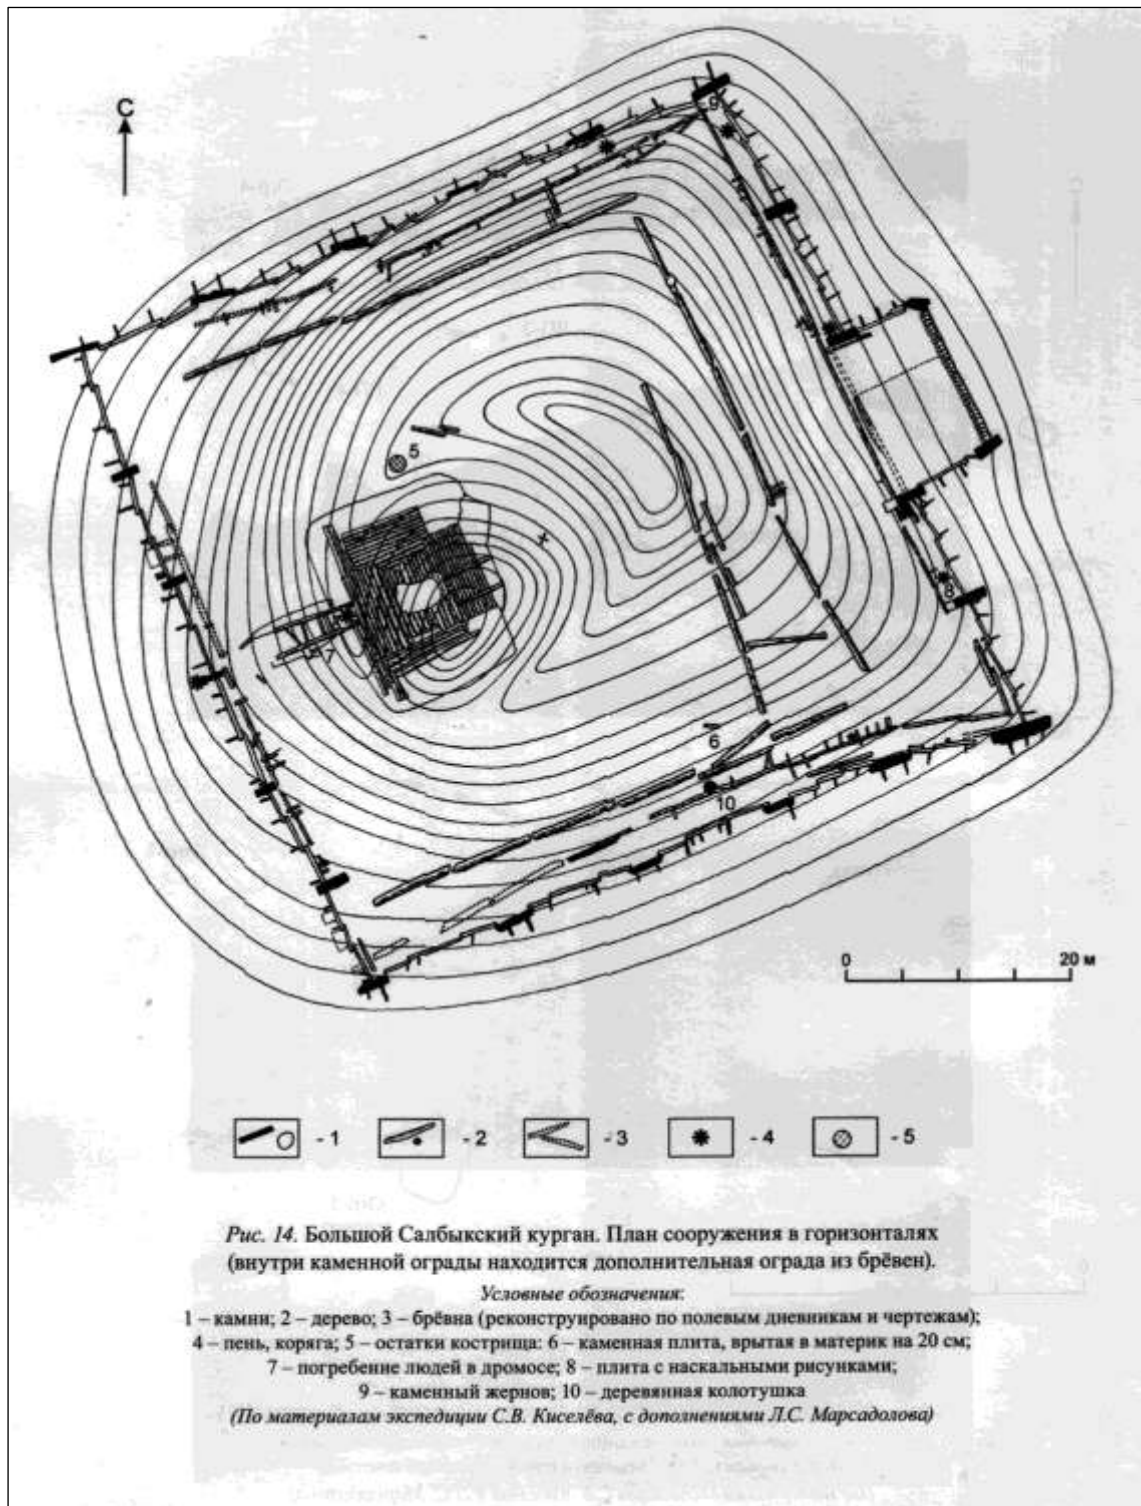 С
9
5
7
8
6
10
0 20 м
- 1 - 2 - 3 - 4 - 5
Рис. 14. Большой Салбыкский курган. План сооружения в горизонталях
(внутри каменной ограды находится дополнительная ограда из брёвен).
Условные обозначения:
1 – камни; 2 – дерево; 3 – брёвна (реконструировано по полевым дневникам и чертежам);
4 – пень, коряга; 5 – остатки кострища: 6 – каменная плита, врытая в материк на 20 см;
7 – погребение людей в дромосе; 8 – плита с наскальными рисунками;
9 – каменный жернов; 10 – деревянная колотушка
(По материалам экспедиции С.В. Киселёва, с дополнениями Л.С. Марсадолова)